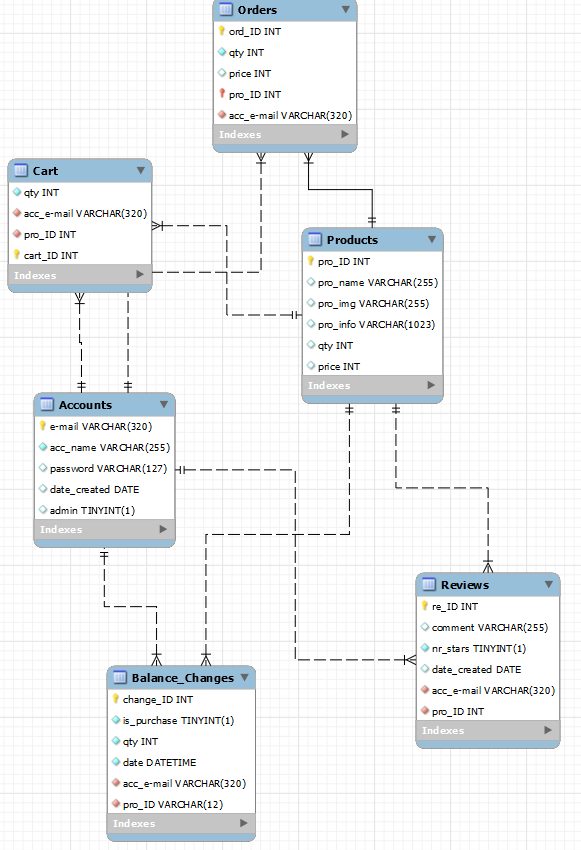 Orders
ord_ID INT
qty INT
price INT
pro_ID INT
acc_e-mail VARCHAR(320)
Indexes
Cart
qty INT
acc_e-mail VARCHAR(320)
pro_ID INT
cart_ID INT
Indexes
Products
pro_ID INT
pro_name VARCHAR(255)
pro_img VARCHAR(255)
pro_info VARCHAR(1023)
qty INT
price INT
Indexes
Accounts
e-mail VARCHAR(320)
acc_name VARCHAR(255)
password VARCHAR(127)
date_created DATE
admin TINYINT(1)
Indexes
Reviews
re_ID INT
comment VARCHAR(255)
nr_stars TINYINT(1)
date_created DATE
acc_e-mail VARCHAR(320)
pro_ID INT
Indexes
Balance_Changes
change_ID INT
is_purchase TINYINT(1)
qty INT
date DATETIME
acc_e-mail VARCHAR(320)
pro_ID VARCHAR(12)
Indexes